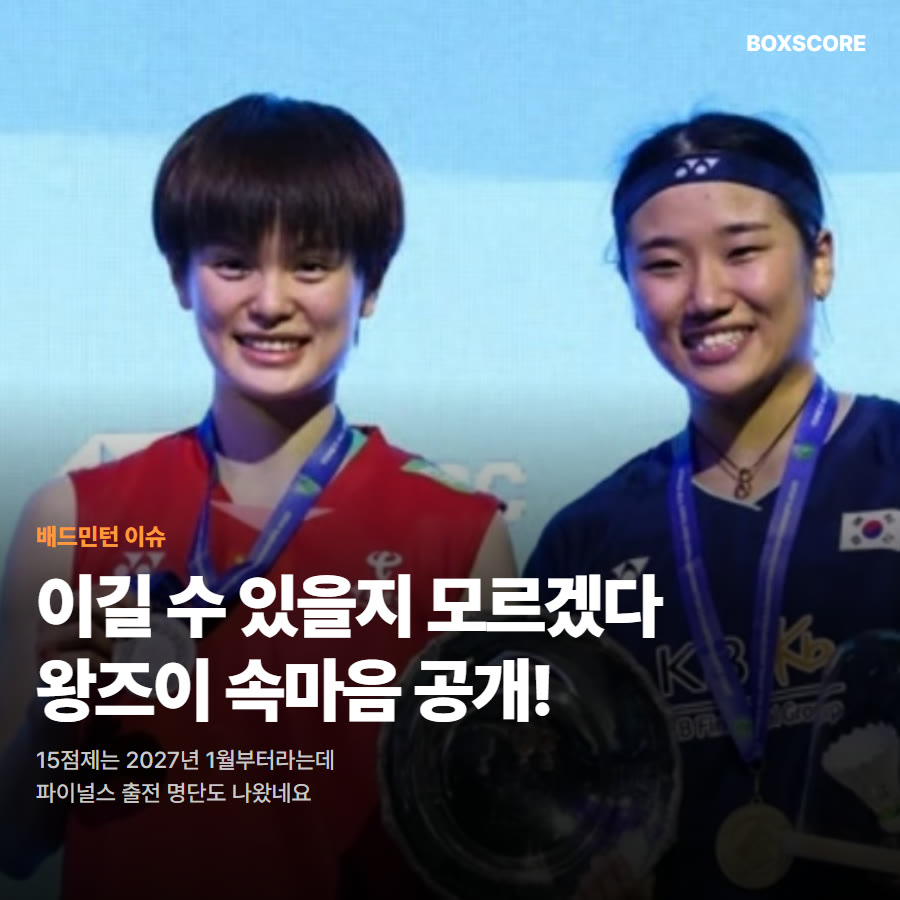 BOXSCORE
배드민턴 이슈
이길 수 있을지 모르겠다
왕즈이 속마음 공개!
15점제는 2027년 1월부터라는데
파이널스 출전 명단도 나왔네요
KB
Kb